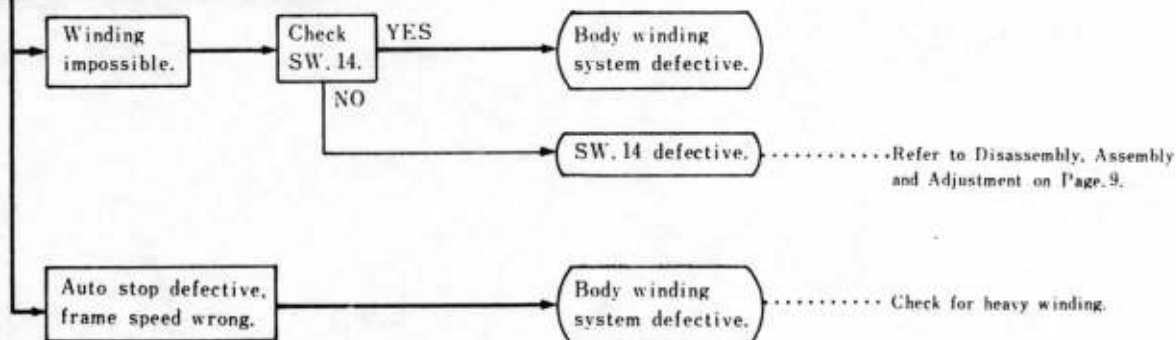 Winding
impossible.
Check
SW. 14.
YES
Body winding
system defective.
NO
SW. 14 defective.
Refer to Disassembly, Assembly
and Adjustment on Page. 9.
Auto stop defective,
frame speed wrong.
Body winding
system defective.
Check for heavy winding.